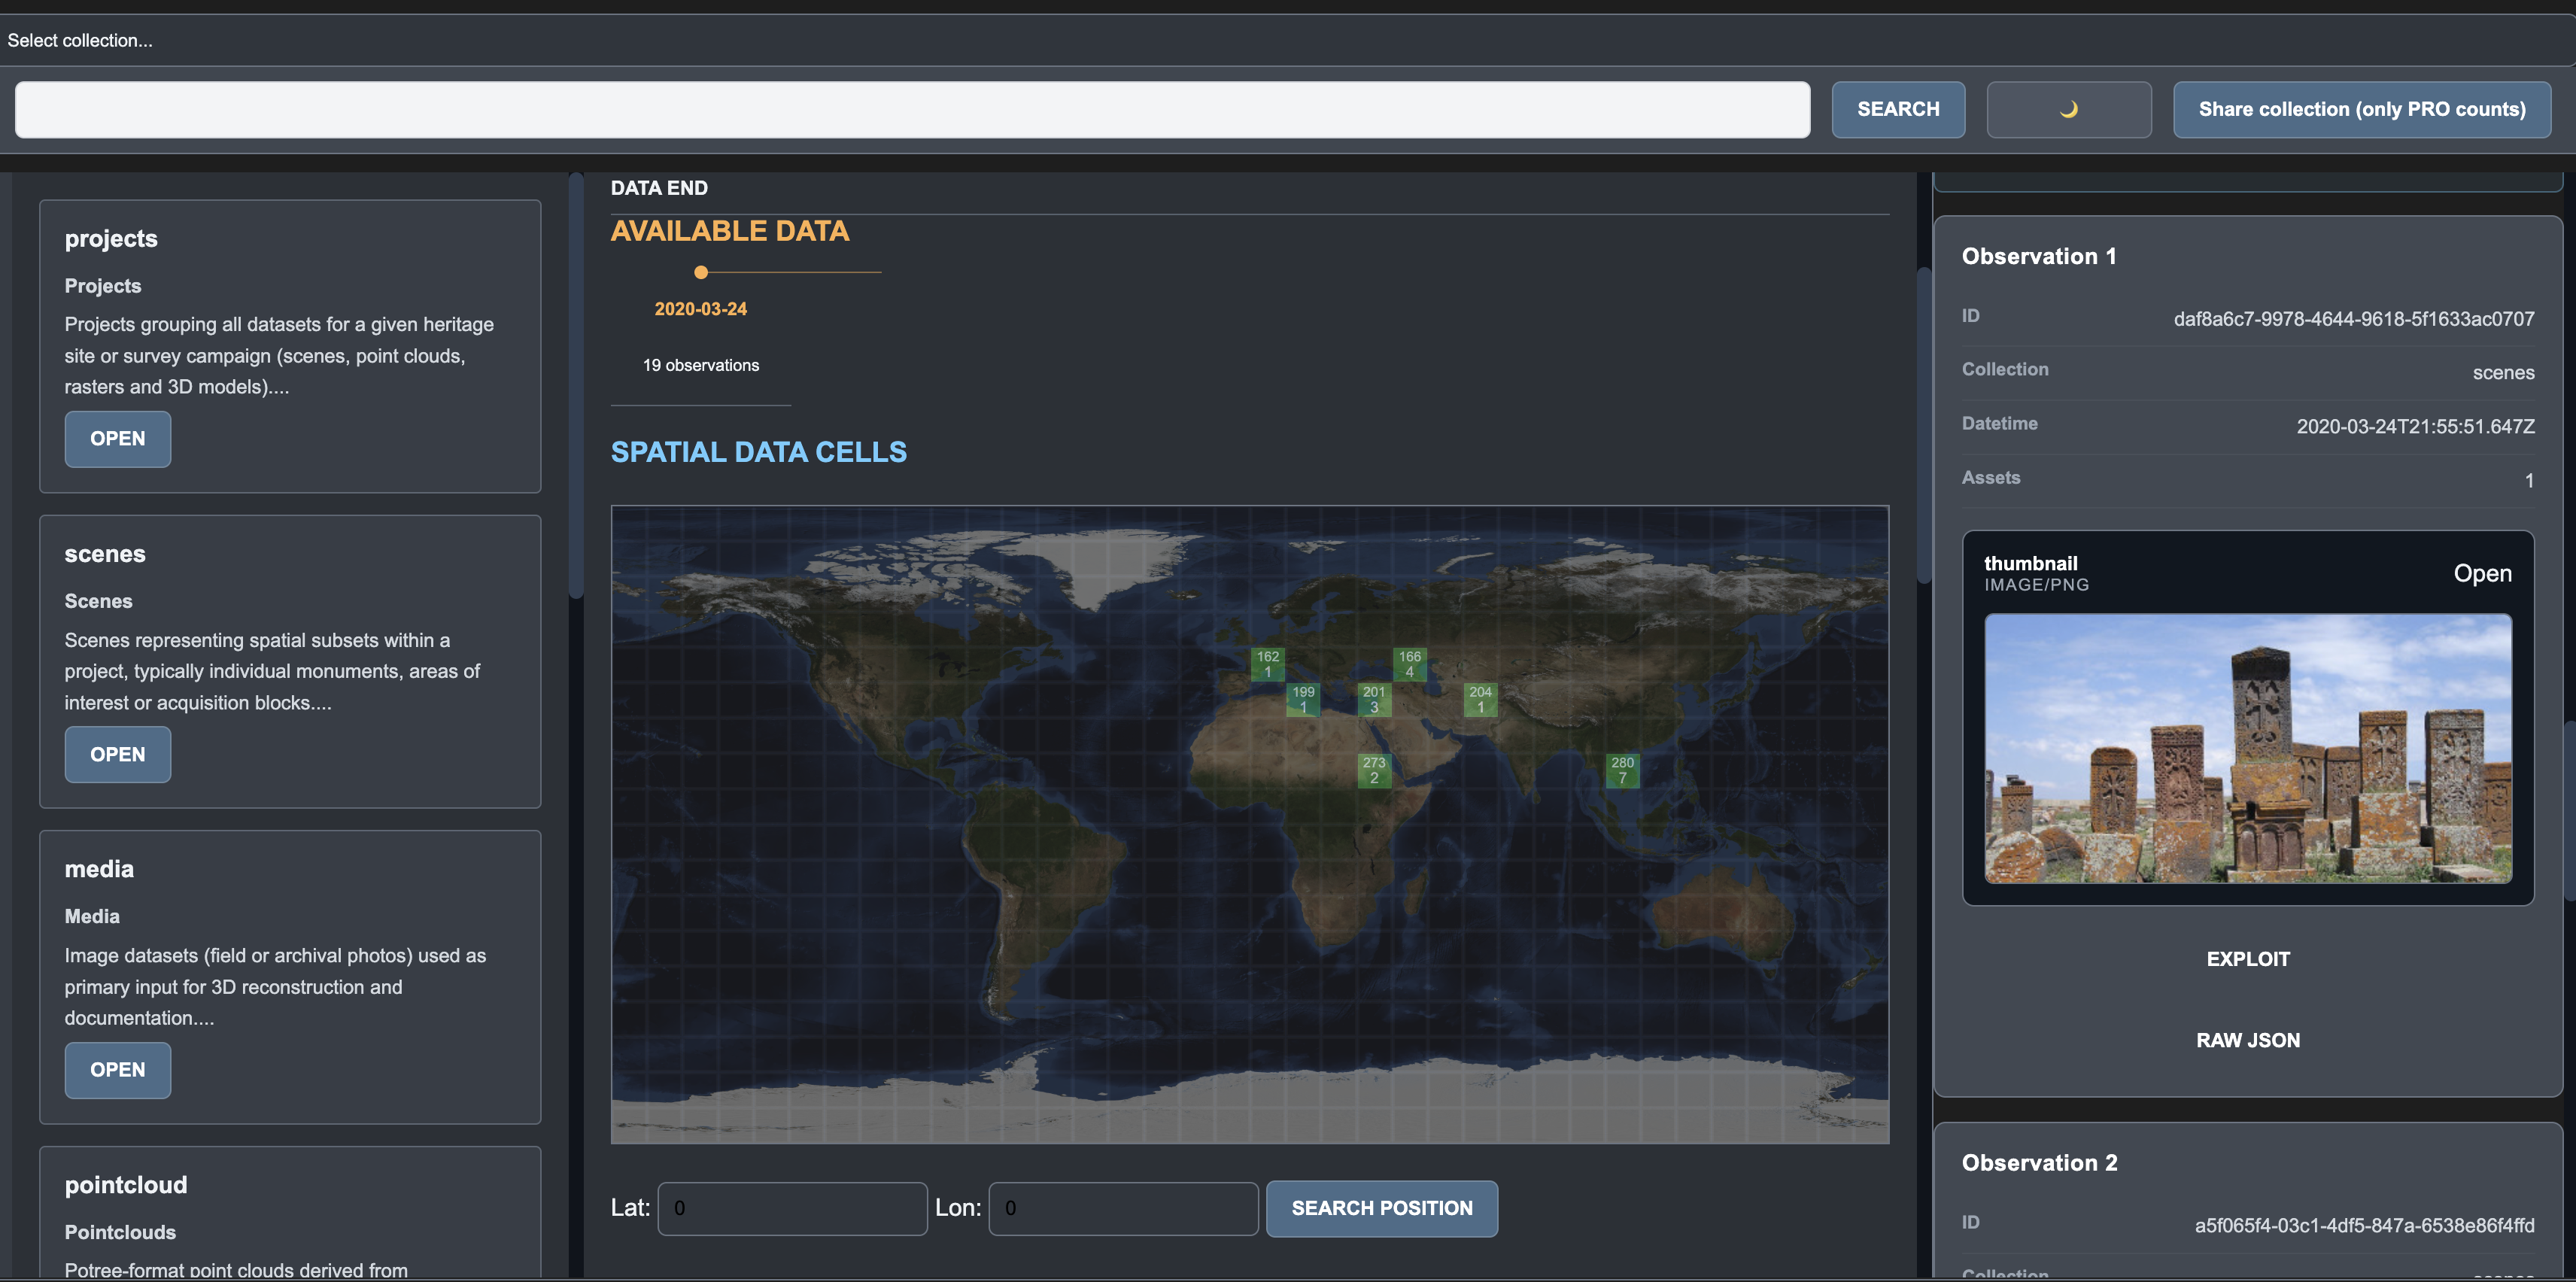 Select collection...
SEARCH
Share collection (only PRO counts)
projects
Projects
Projects grouping all datasets for a given heritage
site or survey campaign (scenes, point clouds,
rasters and 3D models)....
OPEN
scenes
Scenes
Scenes representing spatial subsets within a
project, typically individual monuments, areas of
interest or acquisition blocks....
OPEN
media
Media
Image datasets (field or archival photos) used as
primary input for 3D reconstruction and
documentation....
OPEN
pointcloud
Pointclouds
Potree-format point clouds derived from
DATA END
AVAILABLE DATA
2020-03-24
19 observations
SPATIAL DATA CELLS
162
1
166
4
199
1
201
3
204
1
273
2
280
7
Lat: 0 Lon: 0 SEARCH POSITION
Observation 1
ID daf8a6c7-9978-4644-9618-5f1633ac0707
Collection scenes
Datetime 2020-03-24T21:55:51.647Z
Assets 1
thumbnail
IMAGE/PNG
Open
EXPLOIT
RAW JSON
Observation 2
ID a5f065f4-03c1-4df5-847a-6538e86f4ffd
Collection scenes